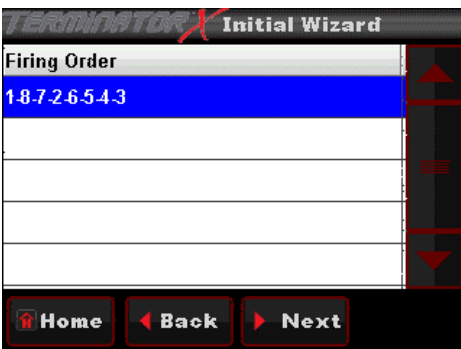 TERMINATOR X Initial Wizard
Firing Order
1-8-7-2-6-5-4-3
Home Back Next